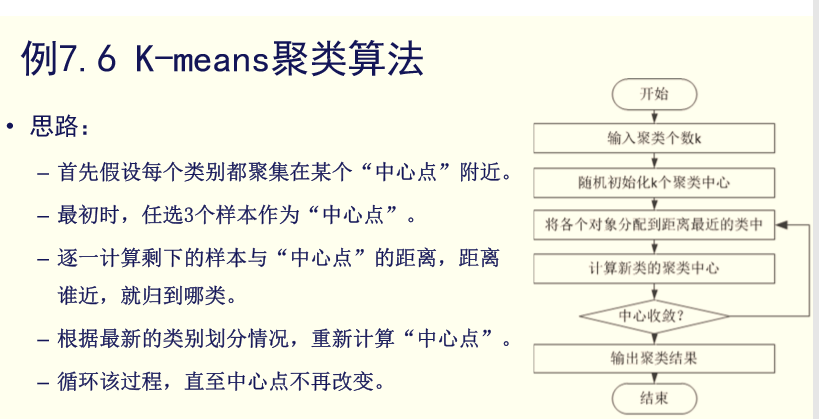 例7.6 K-means聚类算法
• 思路：
– 首先假设每个类别都聚集在某个“中心点”附近。
– 最初时，任选3个样本作为“中心点”。
– 逐一计算剩下的样本与“中心点”的距离，距离
谁近，就归到哪类。
– 根据最新的类别划分情况，重新计算“中心点”。
– 循环该过程，直至中心点不再改变。
开始
输入聚类个数k
随机初始化k个聚类中心
将各个对象分配到距离最近的类中
计算新类的聚类中心
中心收敛？
输出聚类结果
结束